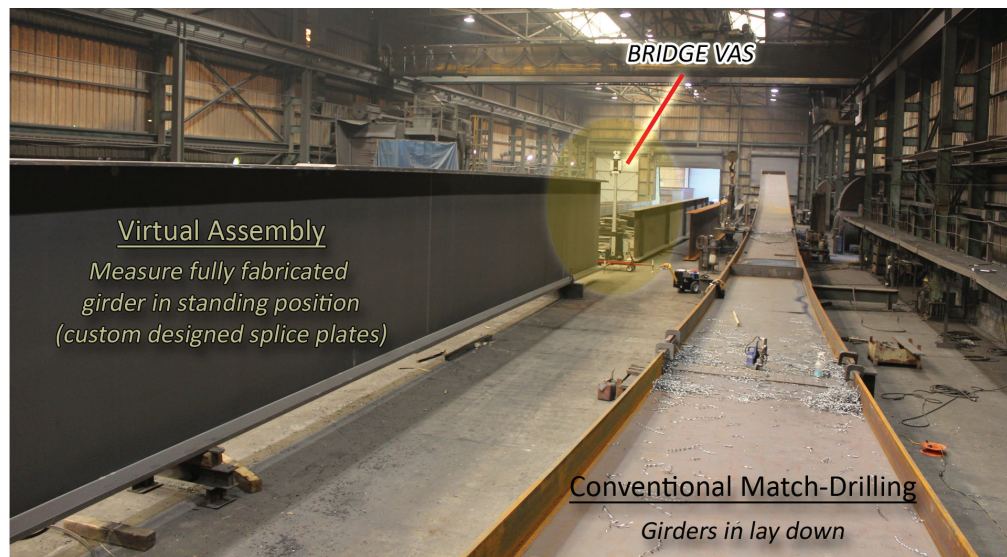 BRIDGE VAS
Virtual Assembly
Measure fully fabricated
girder in standing position
(custom designed splice plates)
Conventional Match-Drilling
Girders in lay down